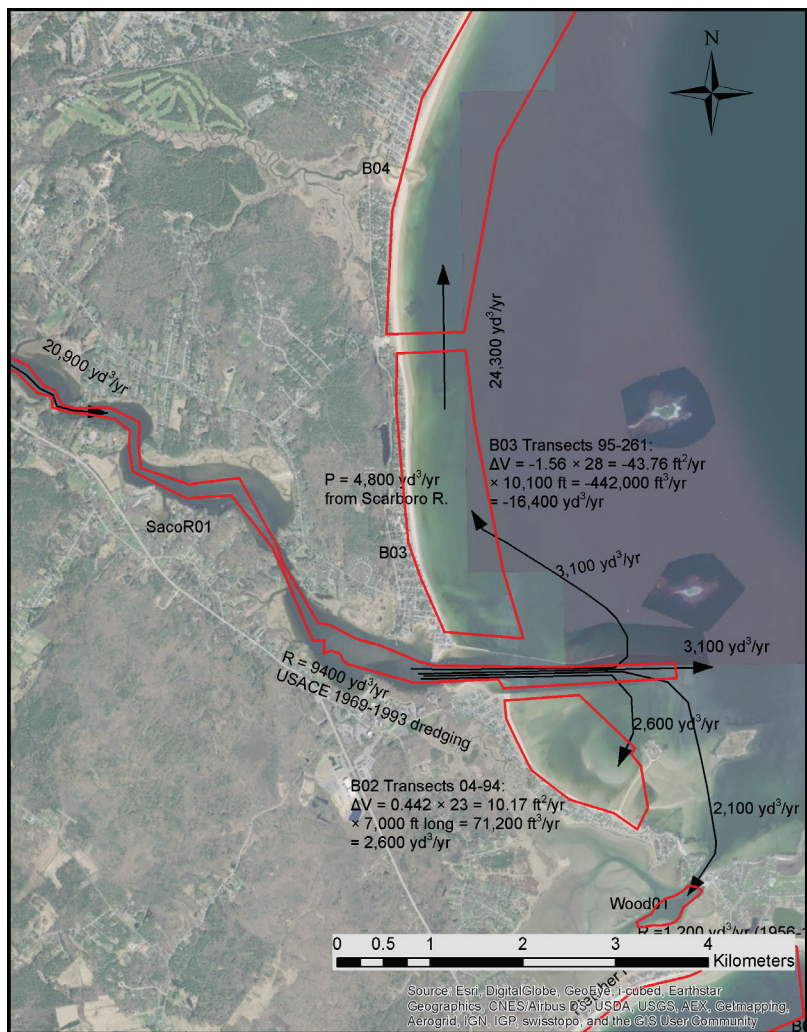 N
B04
24,300 yd³/yr
20,900 yd³/yr
B03 Transects 95-261:
ΔV = -1.56 × 28 = -43.76 ft²/yr
× 10,100 ft = -442,000 ft³/yr
= -16,400 yd³/yr
P = 4,800 yd³/yr
from Scarboro R.
SacoR01
B03
3,100 yd³/yr
3,100 yd³/yr
R = 9400 yd³/yr
USACE 1969-1993 dredging
2,600 yd³/yr
B02 Transects 04-94:
ΔV = 0.442 × 23 = 10.17 ft²/yr
× 7,000 ft long = 71,200 ft³/yr
= 2,600 yd³/yr
2,100 yd³/yr
Wood01
R =1,200 yd³/yr (1956-
0 0.5 1 2 3 4
Kilometers
Source: Esri, DigitalGlobe, GeoEye, i-cubed, Earthstar
Geographics, CNES/Airbus DS, USDA, USGS, AEX, Getmapping,
Aerogrid, IGN, IGP, swisstopo, and the GIS User Community